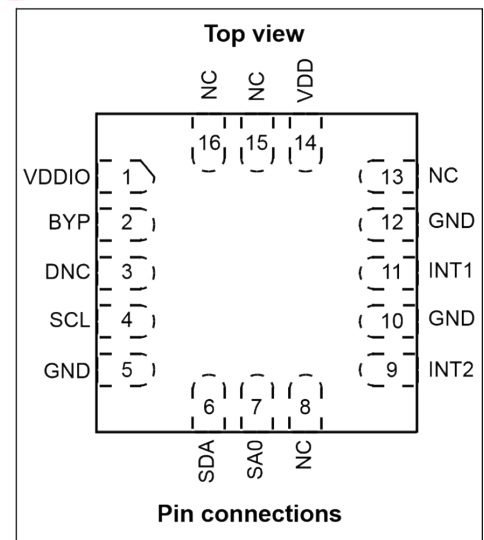 Top view
NC NC VDD
16 15 14
VDDIO 1 13 NC
BYP 2 12 GND
DNC 3 11 INT1
SCL 4 10 GND
GND 5 9 INT2
6 7 8
SDA SA0 NC
Pin connections